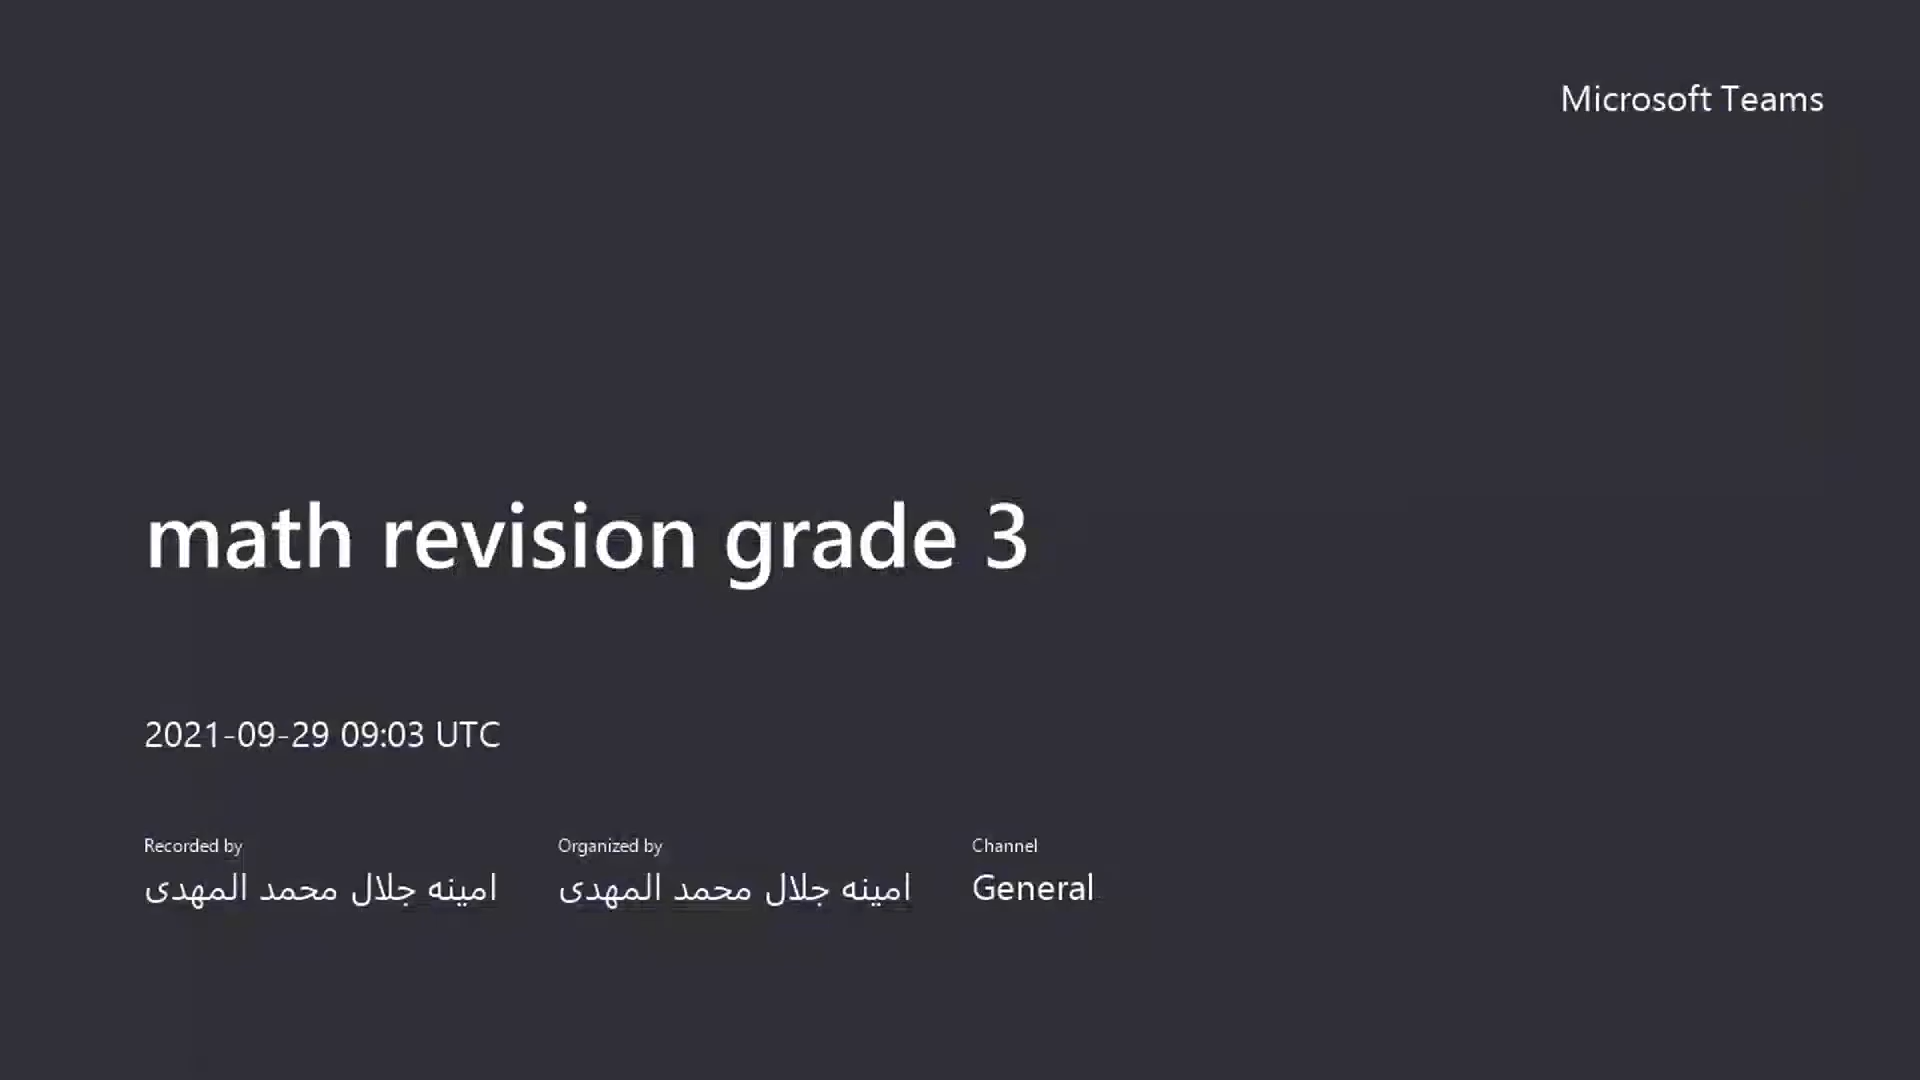 Microsoft Teams
math revision grade 3
2021-09-29 09:03 UTC
Recorded by
امينه جلال محمد المهدى
Organized by
امينه جلال محمد المهدى
Channel
General